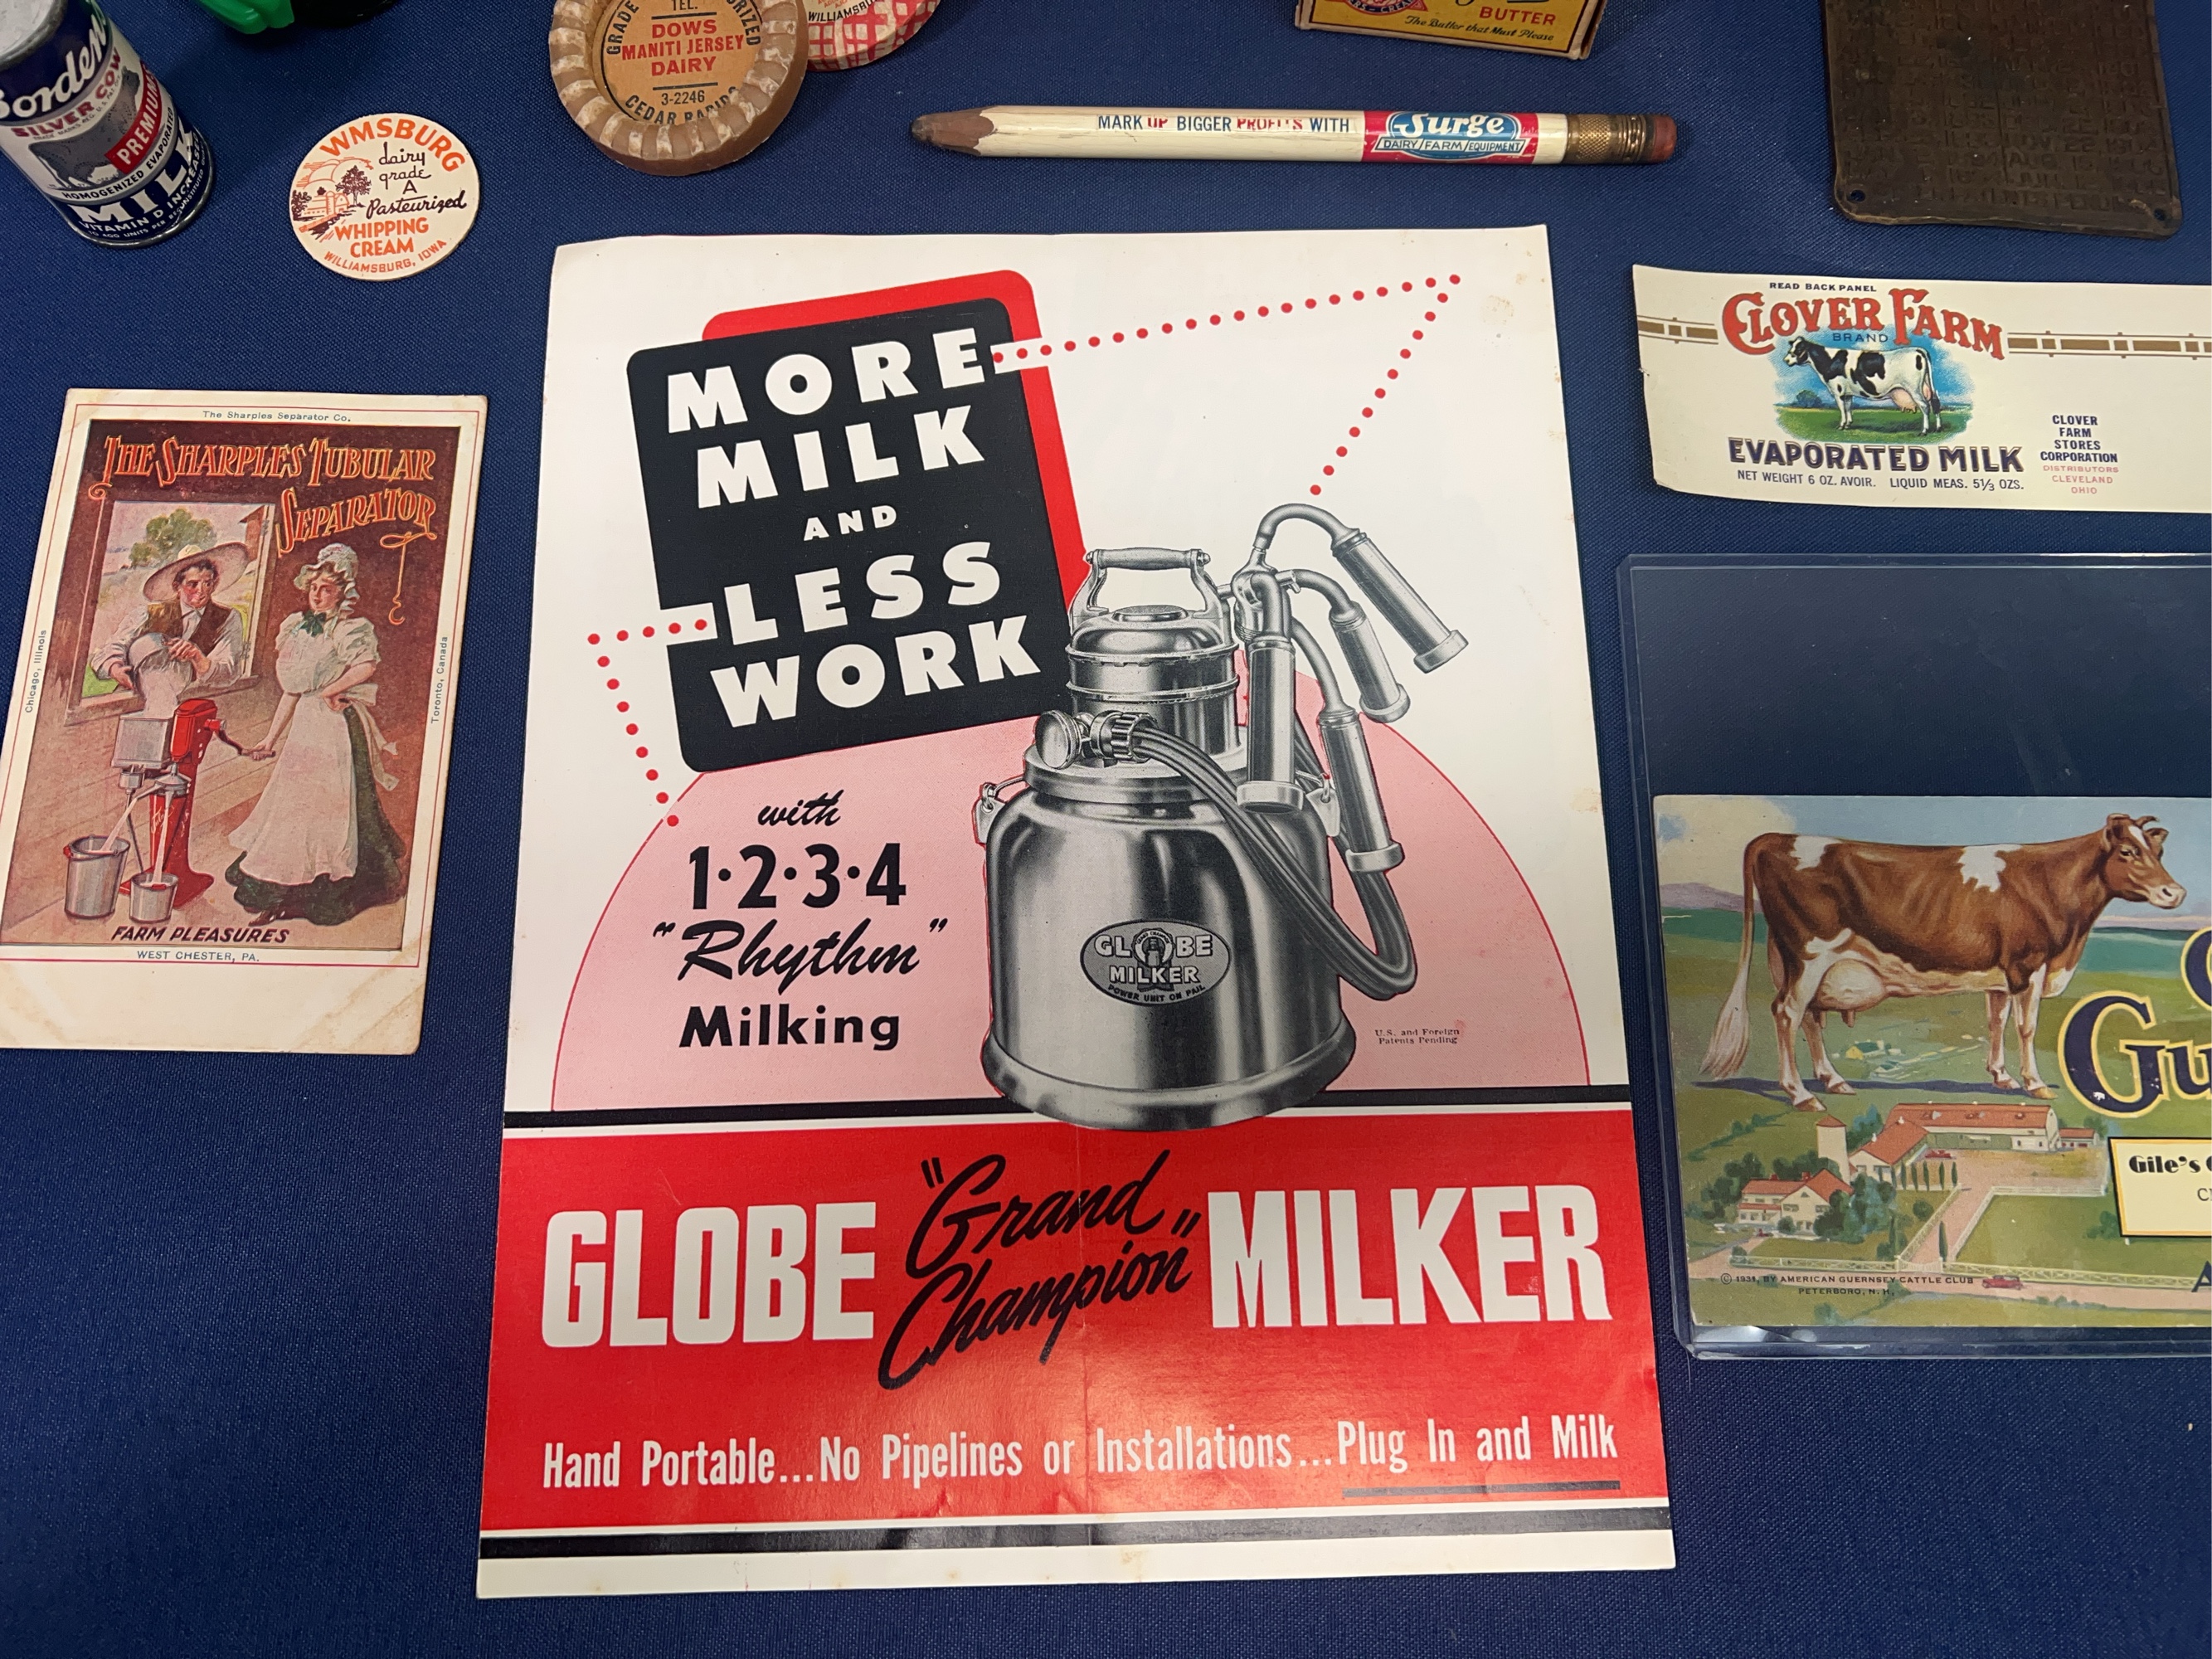 Borden's
SILVER COW
PREMIUM
HOMOGENIZED EVAPORATED
MILK
VITAMIN D INCREASED
WMSBURG
dairy
grade
A
Pasteurized
WHIPPING
CREAM
WILLIAMSBURG, IOWA
GRADE
TEL.
DOWS
MANITI JERSEY
DAIRY
3-2246
CEDAR RAPIDS
WILLIAMSBURG
MARK UP BIGGER PROFITS WITH
Surge
DAIRY/FARM/EQUIPMENT
BUTTER
The Butter that Must Please
The Sharples Separator Co.
THE SHARPLES TUBULAR
SEPARATOR
Chicago, Illinois
Toronto, Canada
FARM PLEASURES
WEST CHESTER, PA.
MORE
MILK
AND
LESS
WORK
with
1·2·3·4
"Rhythm"
Milking
GLOBE
MILKER
POWER UNIT ON PAIL
U.S. and Foreign
Patents Pending
GLOBE "Grand Champion" MILKER
Hand Portable...No Pipelines or Installations...Plug In and Milk
READ BACK PANEL
CLOVER FARM
BRAND
EVAPORATED MILK
NET WEIGHT 6 OZ. AVOIR. LIQUID MEAS. 5⅓ OZS.
CLOVER
FARM
STORES
CORPORATION
DISTRIBUTORS
CLEVELAND
OHIO
Gu
Gile's
© 1931, BY AMERICAN GUERNSEY CATTLE CLUB
PETERBORO, N.H.